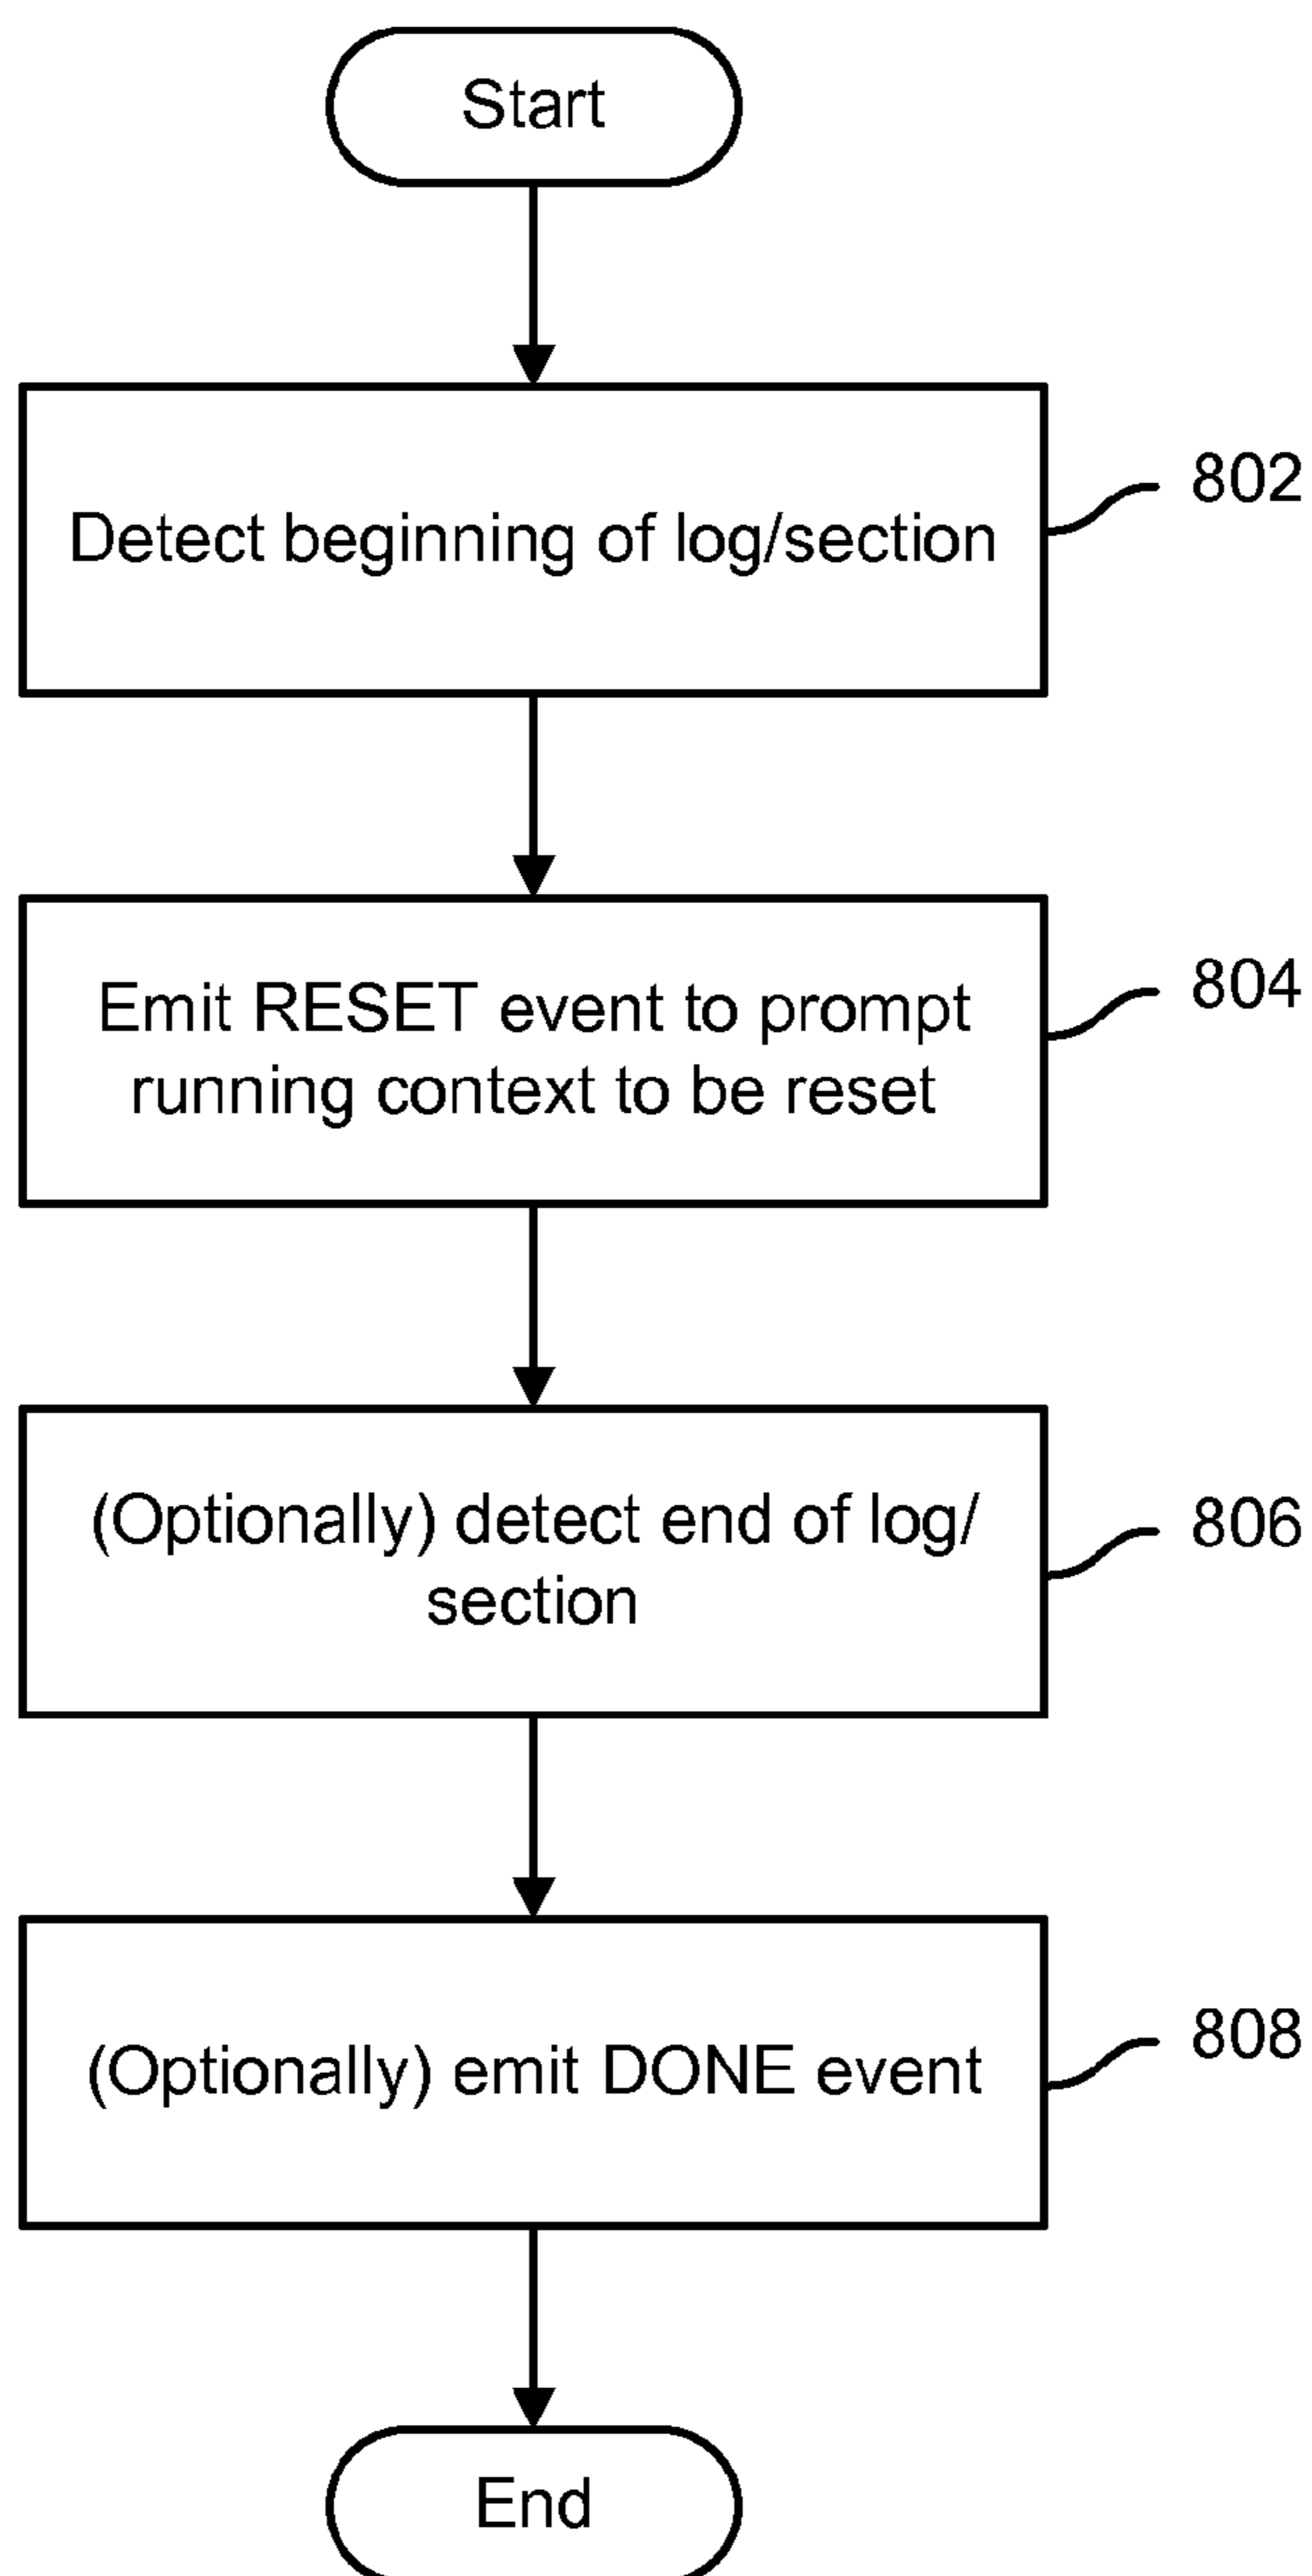 Start
Detect beginning of log/section
802
Emit RESET event to prompt
running context to be reset
804
(Optionally) detect end of log/
section
806
(Optionally) emit DONE event
808
End